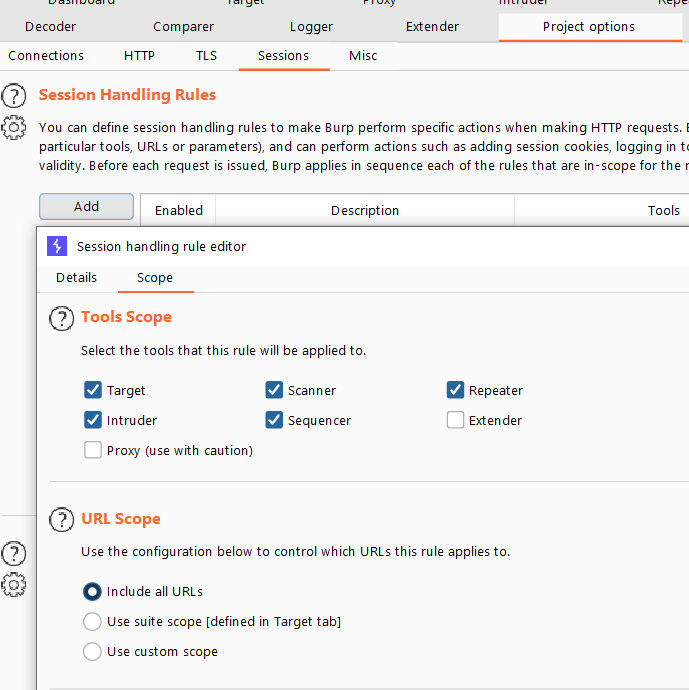 Dashboard Target Proxy Intruder
Decoder Comparer Logger Extender Project options
Connections HTTP TLS Sessions Misc
? Session Handling Rules
You can define session handling rules to make Burp perform specific actions when making HTTP requests.
particular tools, URLs or parameters), and can perform actions such as adding session cookies, logging in
validity. Before each request is issued, Burp applies in sequence each of the rules that are in-scope for the
Add Enabled Description Tools
Session handling rule editor
Details Scope
? Tools Scope
Select the tools that this rule will be applied to.
Target Scanner Repeater
Intruder Sequencer Extender
Proxy (use with caution)
? URL Scope
Use the configuration below to control which URLs this rule applies to.
?
Include all URLs
Use suite scope [defined in Target tab]
Use custom scope